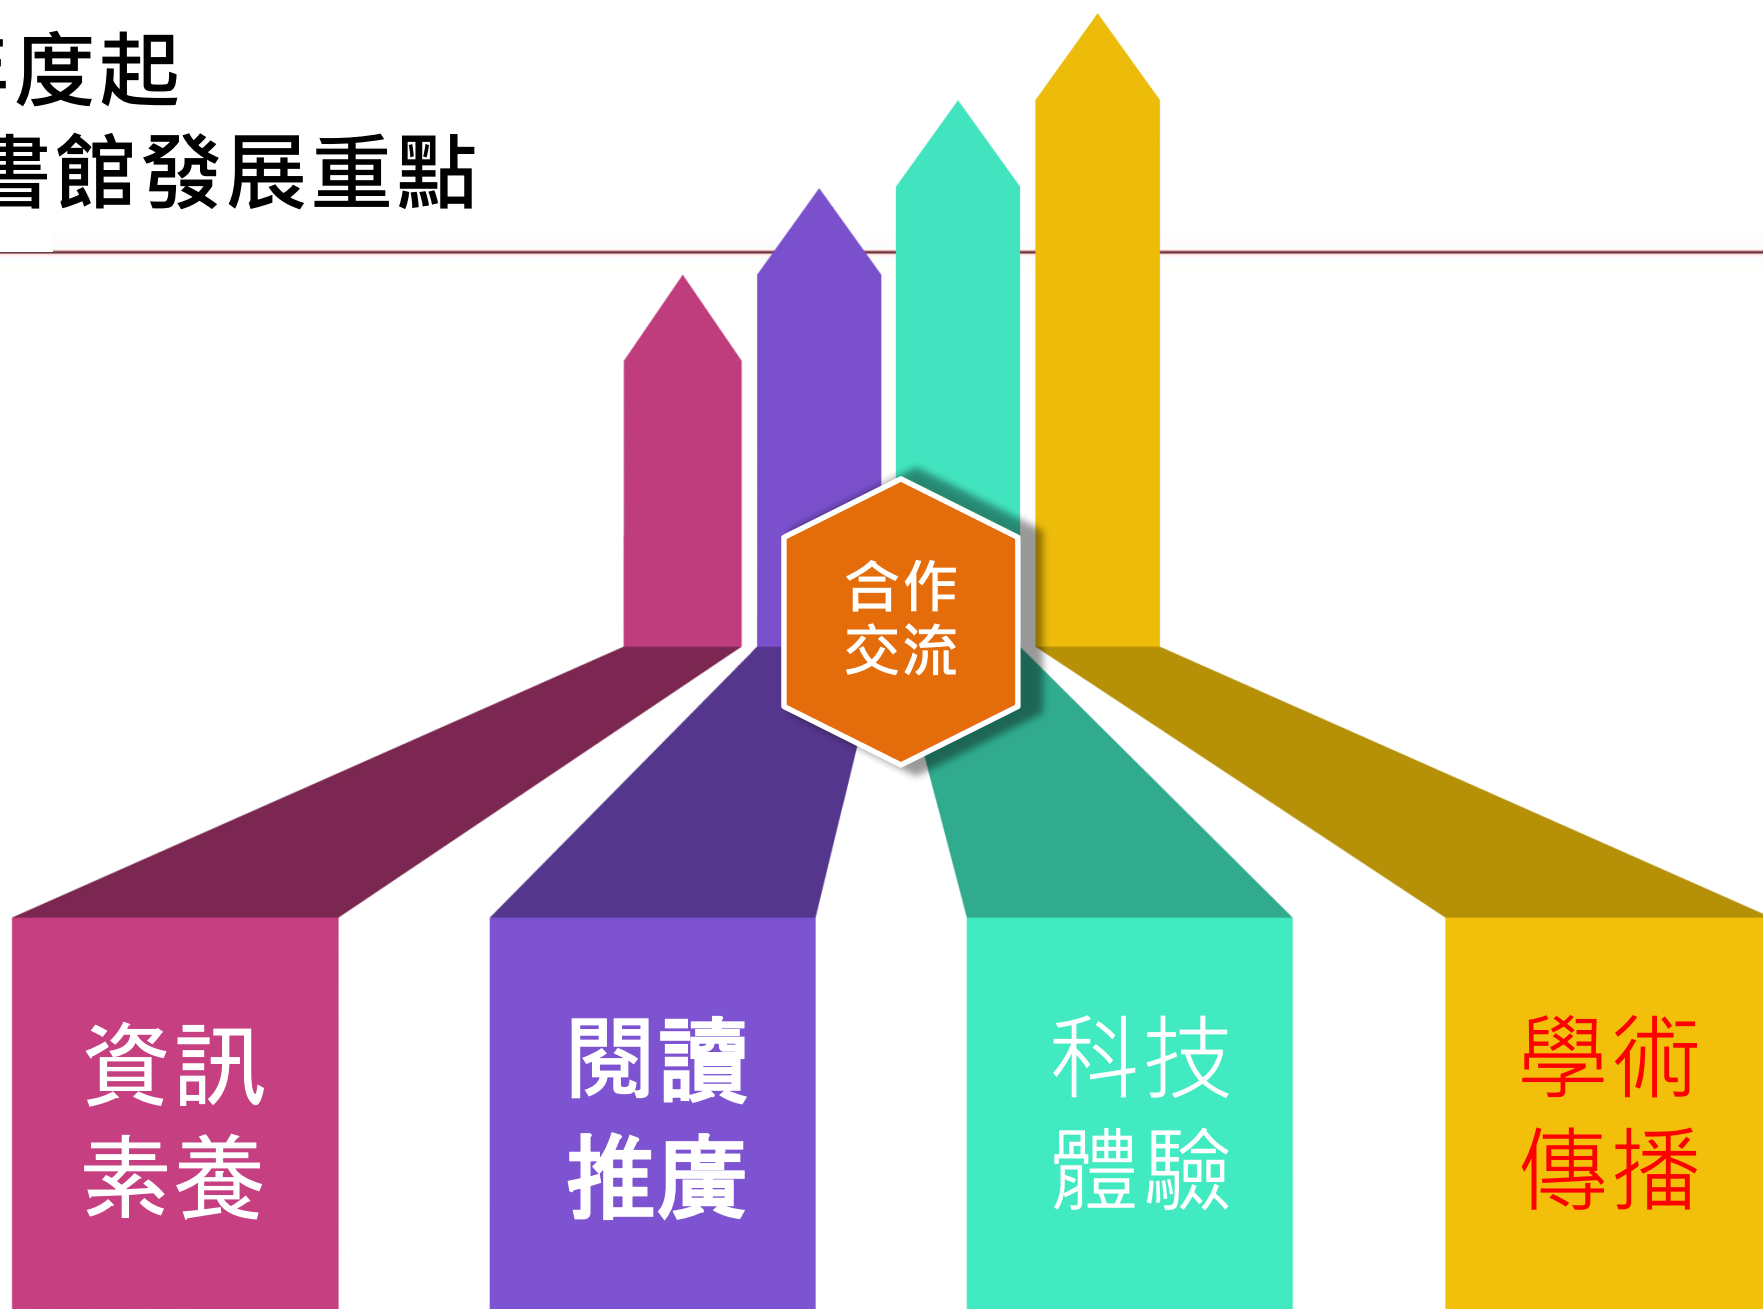 年度起
書館發展重點
合作
交流
資訊
素養
閱讀
推廣
科技
體驗
學術
傳播